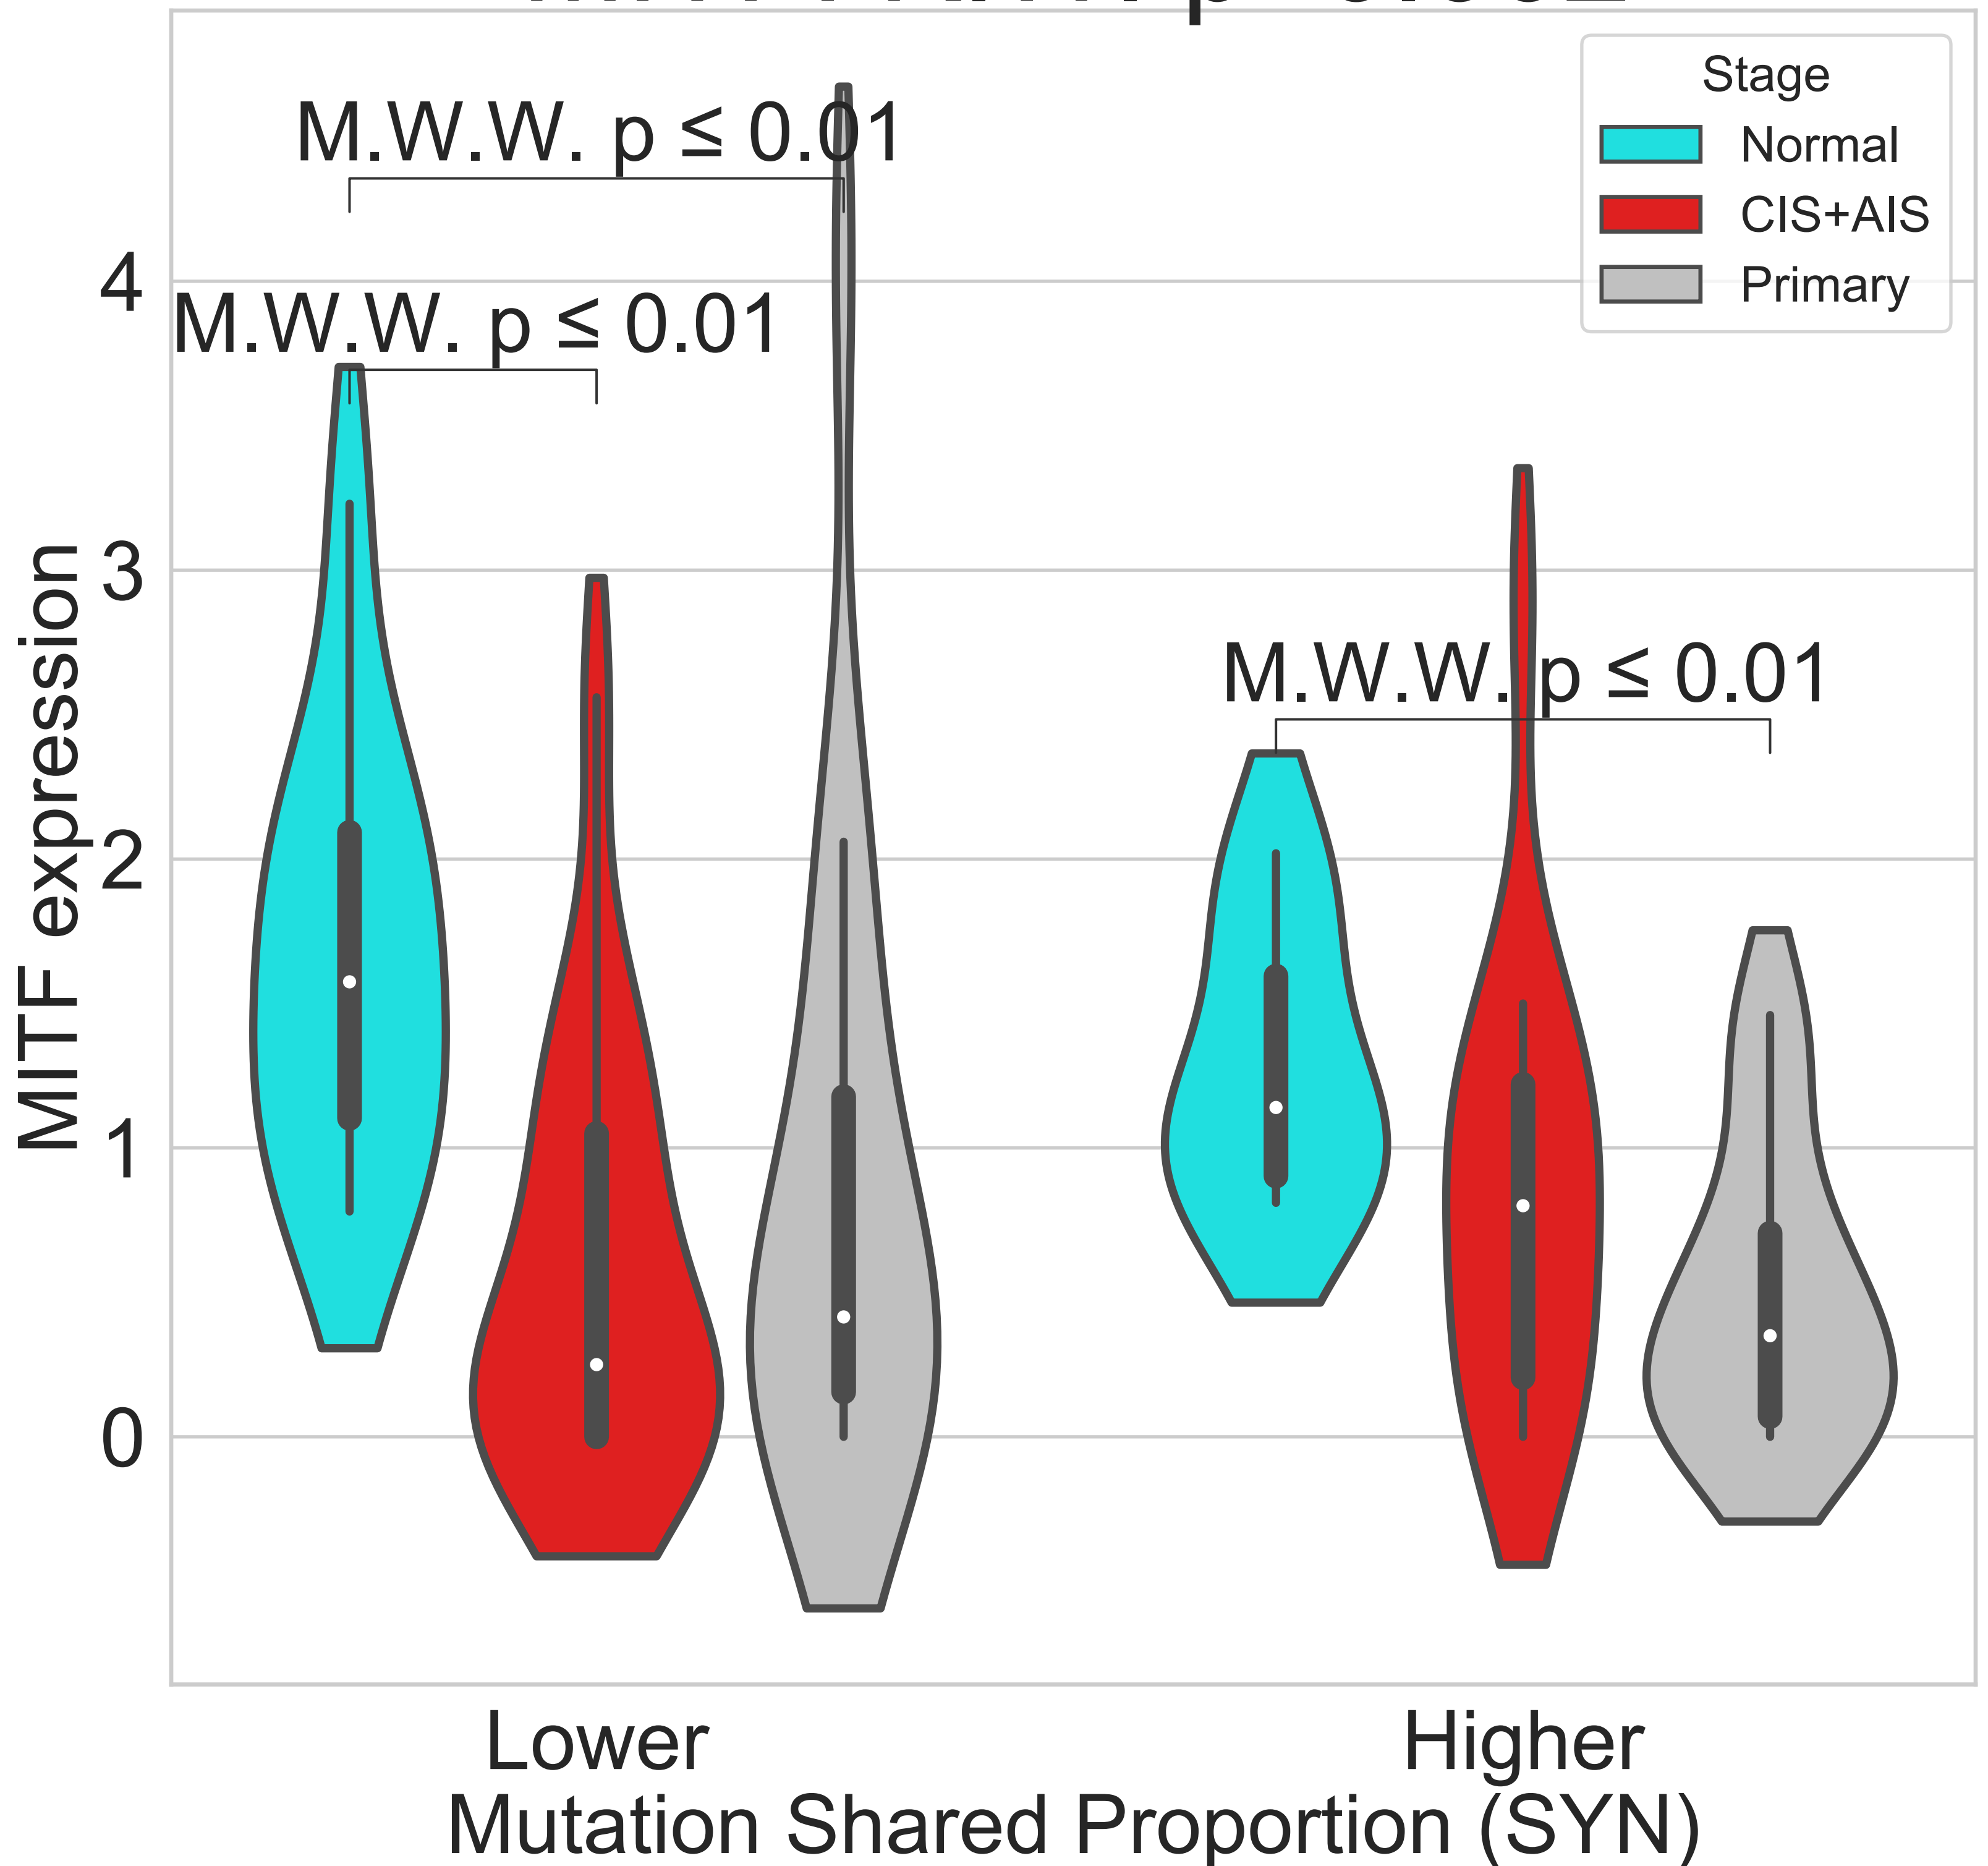 Stage
Normal
CIS+AIS
Primary
M.W.W. p ≤ 0.01
M.W.W. p ≤ 0.01
M.W.W. p ≤ 0.01
4
3
2
1
0
MITF expression
Lower
Higher
Mutation Shared Proportion (SYN)